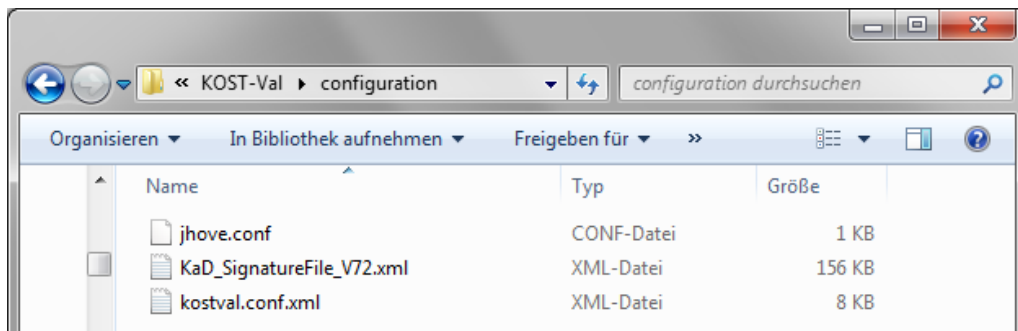 « KOST-Val ▸ configuration configuration durchsuchen
Organisieren In Bibliothek aufnehmen Freigeben für »
Name Typ Größe
jhove.conf CONF-Datei 1 KB
KaD_SignatureFile_V72.xml XML-Datei 156 KB
kostval.conf.xml XML-Datei 8 KB